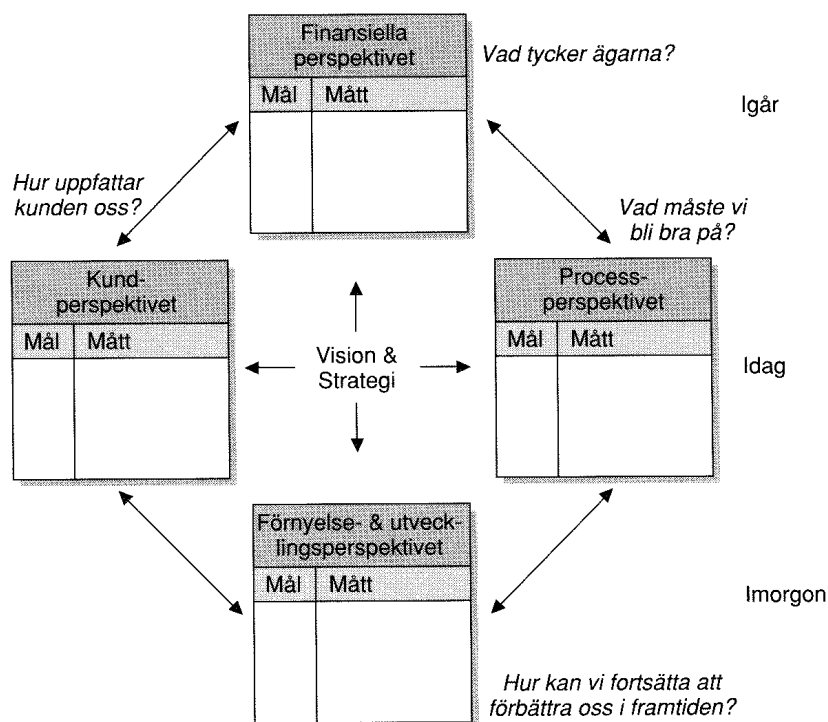 Finansiella
perspektivet
Vad tycker ägarna?
Mål Mått
Igår
Hur uppfattar
kunden oss?
Vad måste vi
bli bra på?
Kund-
perspektivet
Mål Mått
Process-
perspektivet
Mål Mått
Vision &
Strategi
Idag
Förnyelse- & utveck-
lingsperspektivet
Mål Mått
Imorgon
Hur kan vi fortsätta att
förbättra oss i framtiden?